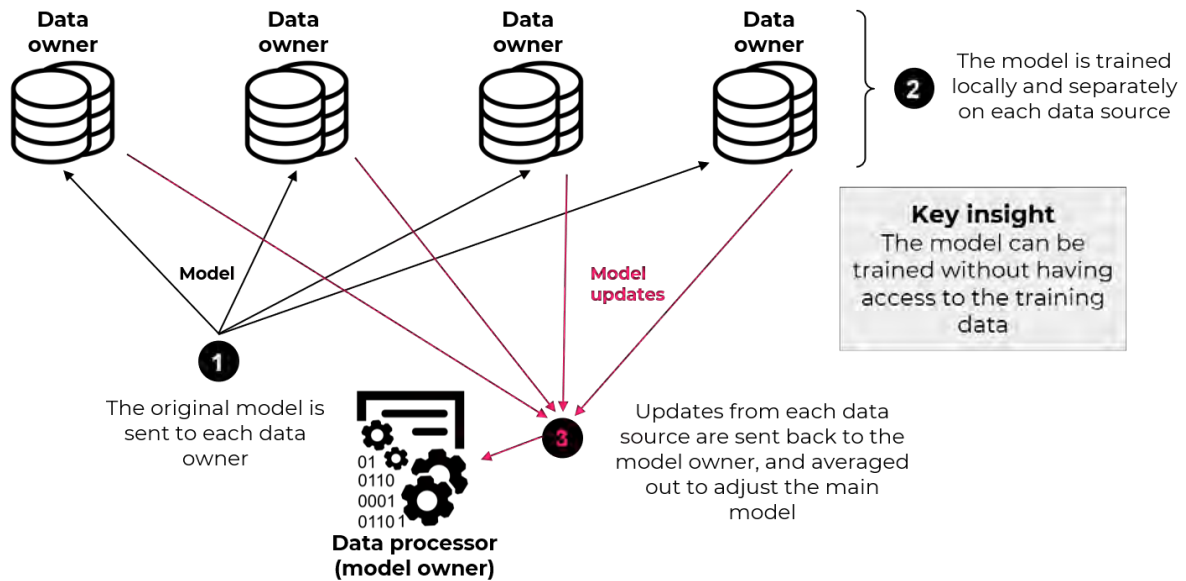 Data
owner
Data
owner
Data
owner
Data
owner
2
The model is trained
locally and separately
on each data source
Key insight
The model can be
trained without having
access to the training
data
Model
Model
updates
1
The original model is
sent to each data
owner
3
Updates from each data
source are sent back to the
model owner, and averaged
out to adjust the main
model
01
0110
0001
0110 1
Data processor
(model owner)